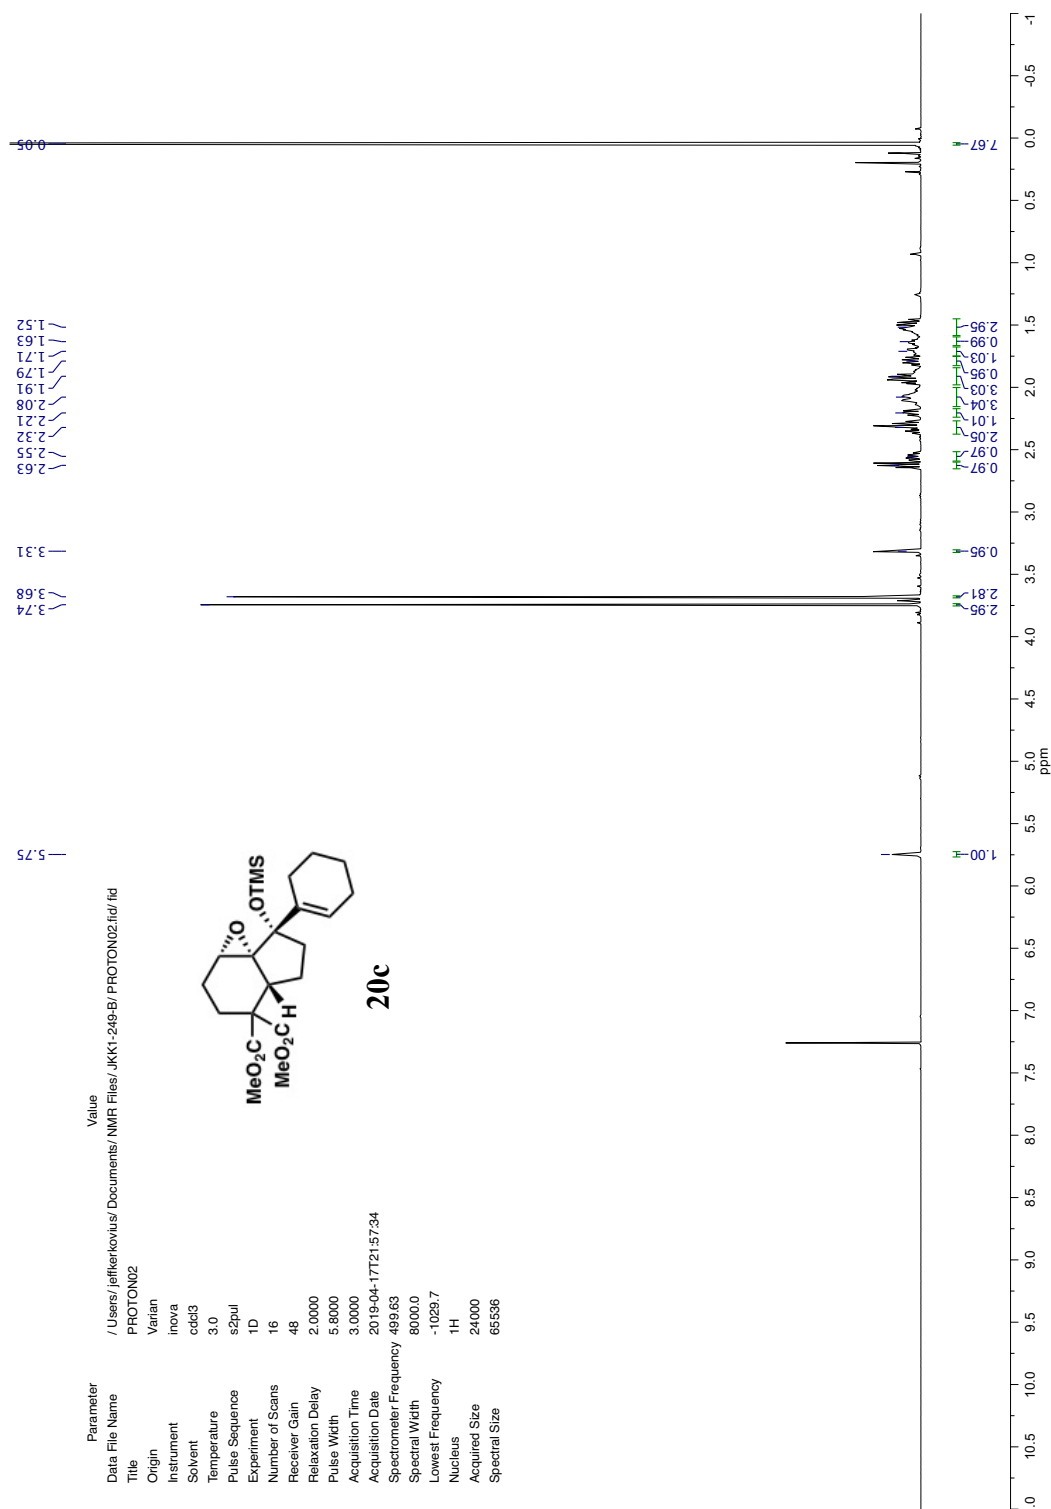 Parameter Value
Data File Name / Users/ jeffkerkovius/ Documents/ NMR Files/ JKK1-249-B/ PROTON02.fid/ fid
Title PROTON02
Origin Varian
Instrument inova
Solvent cdcl3
Temperature 3.0
Pulse Sequence s2pul
Experiment 1D
Number of Scans 16
Receiver Gain 48
Relaxation Delay 2.0000
Pulse Width 5.8000
Acquisition Time 3.0000
Acquisition Date 2019-04-17T21:57:34
Spectrometer Frequency 499.63
Spectral Width 8000.0
Lowest Frequency -1029.7
Nucleus 1H
Acquired Size 24000
Spectral Size 65536
MeO2C
MeO2C
H
O
OTMS
20c
5.75
3.74
3.68
3.31
2.63
2.55
2.32
2.21
2.08
1.91
1.79
1.71
1.63
1.52
0.05
1.00
2.95
2.81
0.95
0.97
0.97
2.05
1.01
3.04
3.03
0.95
1.03
0.99
2.95
7.67
.0 10.5 10.0 9.5 9.0 8.5 8.0 7.5 7.0 6.5 6.0 5.5 5.0 4.5 4.0 3.5 3.0 2.5 2.0 1.5 1.0 0.5 0.0 -0.5 -1
ppm